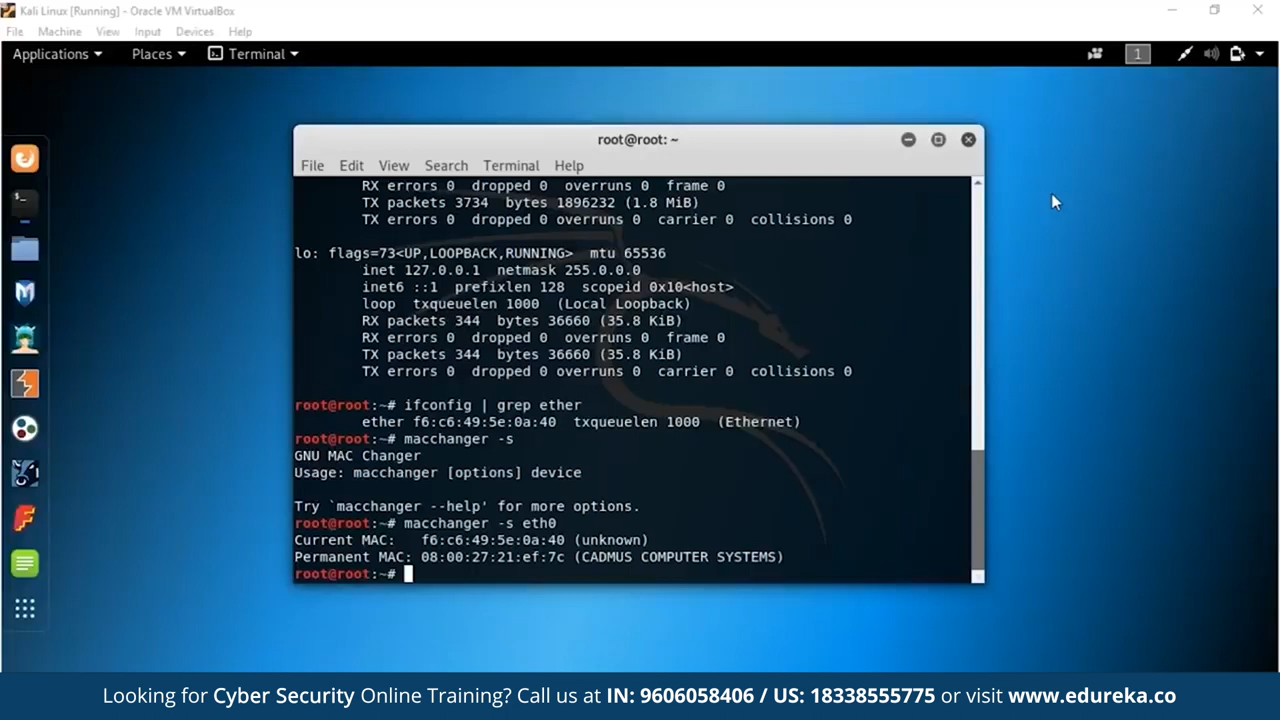 Kali Linux [Running] - Oracle VM VirtualBox
File Machine View Input Devices Help
Applications Places Terminal 1
root@root: ~
File Edit View Search Terminal Help
RX errors 0 dropped 0 overruns 0 frame 0
TX packets 3734 bytes 1896232 (1.8 MiB)
TX errors 0 dropped 0 overruns 0 carrier 0 collisions 0
lo: flags=73<UP,LOOPBACK,RUNNING> mtu 65536
inet 127.0.0.1 netmask 255.0.0.0
inet6 ::1 prefixlen 128 scopeid 0x10<host>
loop txqueuelen 1000 (Local Loopback)
RX packets 344 bytes 36660 (35.8 KiB)
RX errors 0 dropped 0 overruns 0 frame 0
TX packets 344 bytes 36660 (35.8 KiB)
TX errors 0 dropped 0 overruns 0 carrier 0 collisions 0
root@root:~# ifconfig | grep ether
ether f6:c6:49:5e:0a:40 txqueuelen 1000 (Ethernet)
root@root:~# macchanger -s
GNU MAC Changer
Usage: macchanger [options] device
Try `macchanger --help' for more options.
root@root:~# macchanger -s eth0
Current MAC: f6:c6:49:5e:0a:40 (unknown)
Permanent MAC: 08:00:27:21:ef:7c (CADMUS COMPUTER SYSTEMS)
root@root:~#
Looking for Cyber Security Online Training? Call us at IN: 9606058406 / US: 18338555775 or visit www.edureka.co